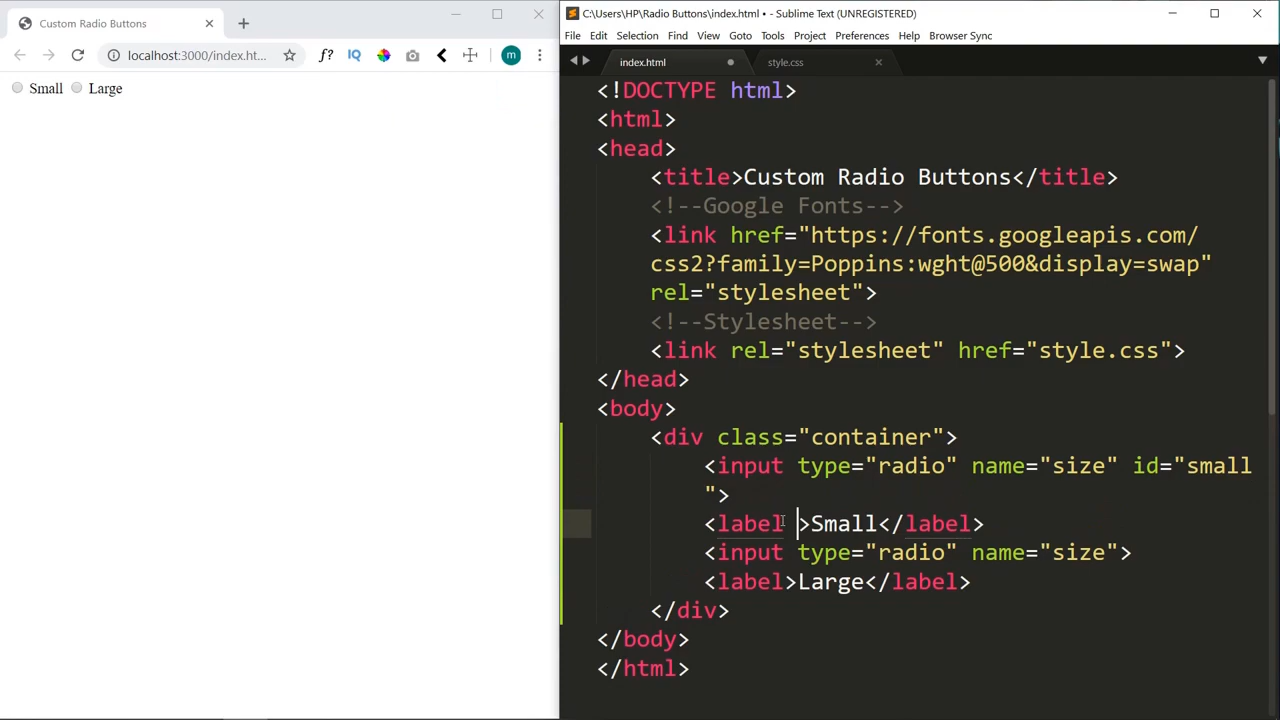 Custom Radio Buttons
localhost:3000/index.ht...
f?
IQ
m
Small Large
C:\Users\HP\Radio Buttons\index.html • - Sublime Text (UNREGISTERED)
File Edit Selection Find View Goto Tools Project Preferences Help Browser Sync
index.html
style.css
<!DOCTYPE html>
<html>
<head>
<title>Custom Radio Buttons</title>
<!--Google Fonts-->
<link href="https://fonts.googleapis.com/
css2?family=Poppins:wght@500&display=swap"
rel="stylesheet">
<!--Stylesheet-->
<link rel="stylesheet" href="style.css">
</head>
<body>
<div class="container">
<input type="radio" name="size" id="small
">
<label >Small</label>
<input type="radio" name="size">
<label>Large</label>
</div>
</body>
</html>